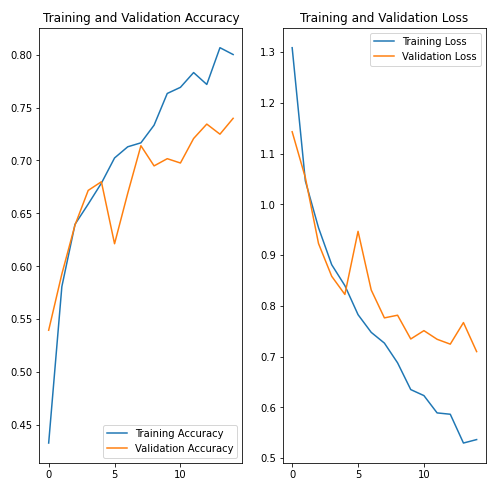 Training and Validation Accuracy
0.80
0.75
0.70
0.65
0.60
0.55
0.50
0.45
Training Accuracy
Validation Accuracy
0 5 10
Training and Validation Loss
Training Loss
Validation Loss
1.3
1.2
1.1
1.0
0.9
0.8
0.7
0.6
0.5
0 5 10